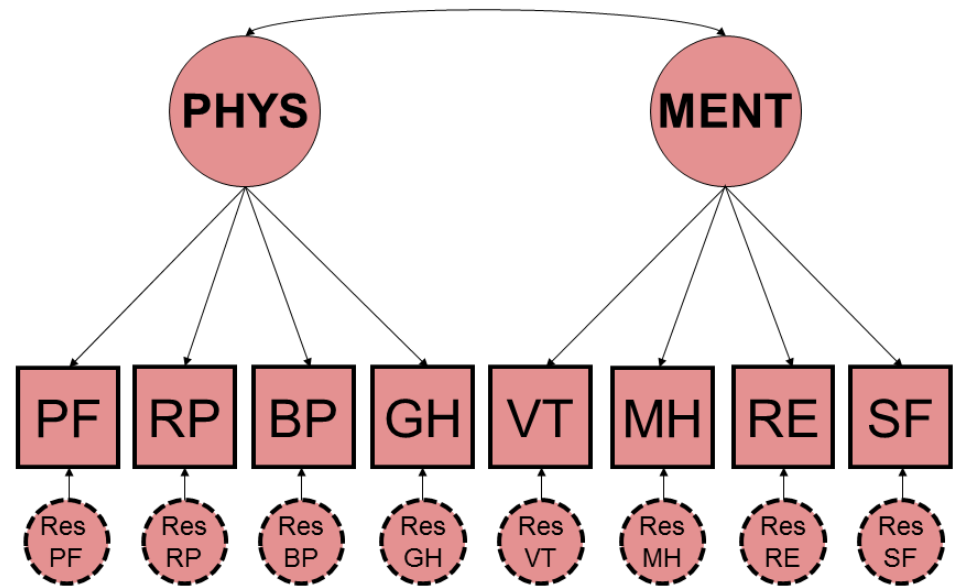 PHYS MENT
PF RP BP GH VT MH RE SF
Res Res Res Res Res Res Res Res
PF RP BP GH VT MH RE SF